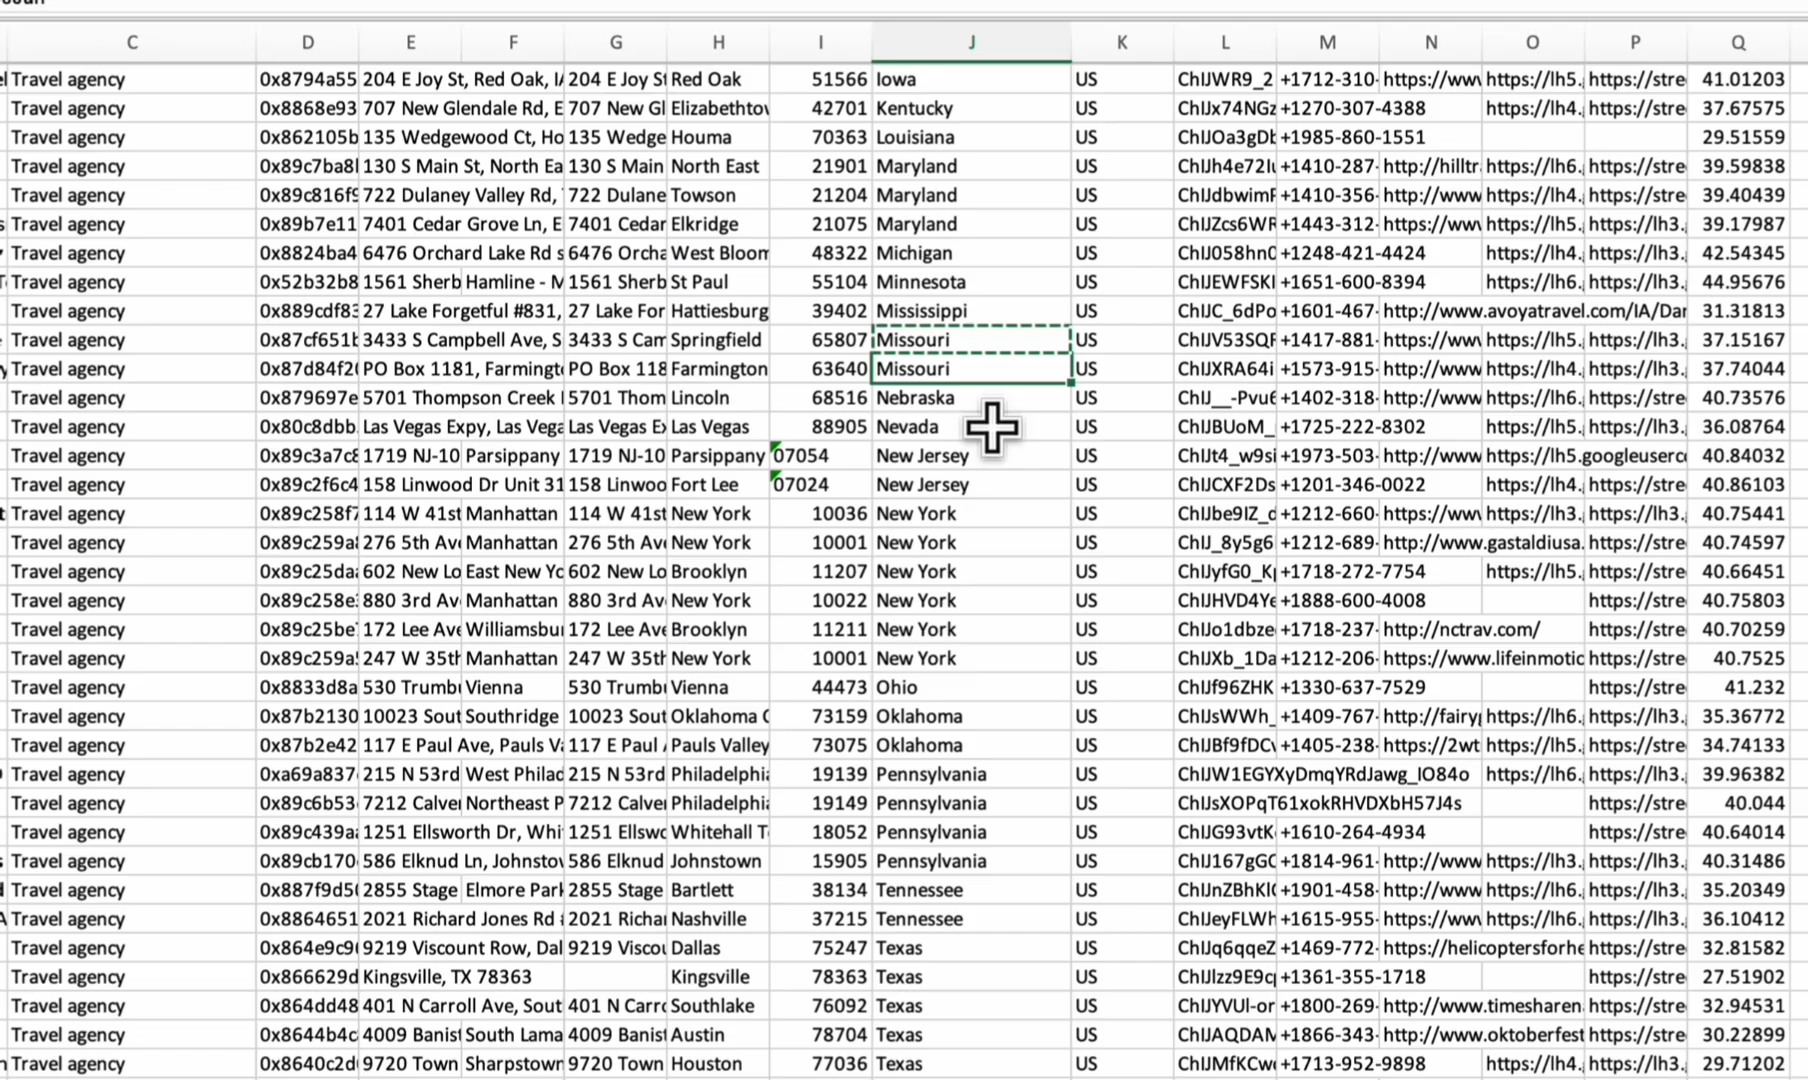 C D E F G H I J K L M N O P Q
Travel agency 0x8794a55 204 E Joy St, Red Oak, 204 E Joy St Red Oak 51566 Iowa US ChIJWR9_2 +1712-310- https://ww https://lh5. https://stre 41.01203
Travel agency 0x8868e93 707 New Glendale Rd, E 707 New Gl Elizabethto 42701 Kentucky US ChIJx74NGz +1270-307-4388 https://lh4. https://stre 37.67575
Travel agency 0x862105b 135 Wedgewood Ct, Ho 135 Wedge Houma 70363 Louisiana US ChIJOa3gDb +1985-860-1551 29.51559
Travel agency 0x89c7ba8 130 S Main St, North Ea 130 S Main North East 21901 Maryland US ChIJh4e72I +1410-287- http://hilltr https://lh6. https://stre 39.59838
Travel agency 0x89c816f9 722 Dulaney Valley Rd, 722 Dulane Towson 21204 Maryland US ChIJdbwimF +1410-356- http://www https://lh4. https://stre 39.40439
Travel agency 0x89b7e11 7401 Cedar Grove Ln, E 7401 Cedar Elkridge 21075 Maryland US ChIJZcs6WR +1443-312- https://ww https://lh5. https://lh3. 39.17987
Travel agency 0x8824ba4 6476 Orchard Lake Rd s 6476 Orcha West Bloom 48322 Michigan US ChIJ058hn0 +1248-421-4424 https://lh4. https://lh3. 42.54345
Travel agency 0x52b32b8 1561 Sherb Hamline - M 1561 Sherb St Paul 55104 Minnesota US ChIJEWFSKI +1651-600-8394 https://lh6. https://stre 44.95676
Travel agency 0x889cdf83 27 Lake Forgetful #831, 27 Lake For Hattiesburg 39402 Mississippi US ChIJC_6dPo +1601-467- http://www.avoyatravel.com/IA/Dar 31.31813
Travel agency 0x87cf651b 3433 S Campbell Ave, S 3433 S Cam Springfield 65807 Missouri US ChIJV53SQF +1417-881- https://ww https://lh5. https://lh3. 37.15167
Travel agency 0x87d84f20 PO Box 1181, Farmingt PO Box 118 Farmington 63640 Missouri US ChIJXRA64i +1573-915- http://www https://lh4. https://lh3. 37.74044
Travel agency 0x879697e 5701 Thompson Creek 5701 Thom Lincoln 68516 Nebraska US ChIJ__-Pvu6 +1402-318- http://www https://lh6. https://stre 40.73576
Travel agency 0x80c8dbb Las Vegas Expy, Vega Las Vegas Ex Las Vegas 88905 Nevada US ChIJBUoM_ +1725-222-8302 https://lh4. https://lh3. 36.08764
Travel agency 0x89c3a7c8 1719 NJ-10 Parsippany 1719 NJ-10 Parsippany 07054 New Jersey US ChIJt4_w9si +1973-503- http://www https://lh5.googleuserc 40.84032
Travel agency 0x89c2f6c4 158 Linwood Dr Unit 31 158 Linwoo Fort Lee 07024 New Jersey US ChIJCXF2Ds +1201-346-0022 https://lh4. https://lh3. 40.86103
Travel agency 0x89c258f7 114 W 41st Manhattan 114 W 41st New York 10036 New York US ChIJbe9IZ_d +1212-660- https://ww https://lh3. https://lh3. 40.75441
Travel agency 0x89c259a8 276 5th Av Manhattan 276 5th Av New York 10001 New York US ChIJ_8y5g6 +1212-689- http://www.gastaldiusa. https://stre 40.74597
Travel agency 0x89c25da 602 New Lo East New Yo 602 New Lo Brooklyn 11207 New York US ChIJyfG0_K +1718-272-7754 https://lh5. https://stre 40.66451
Travel agency 0x89c258e 880 3rd Av Manhattan 880 3rd Av New York 10022 New York US ChIJHVD4Ye +1888-600-4008 https://stre 40.75803
Travel agency 0x89c25be 172 Lee Ave Williamsbu 172 Lee Ave Brooklyn 11211 New York US ChIJo1dbze +1718-237- http://nctrav.com/ https://stre 40.70259
Travel agency 0x89c259a 247 W 35th Manhattan 247 W 35th New York 10001 New York US ChIJXb_1Da +1212-206- https://www.lifeinmotio https://stre 40.7525
Travel agency 0x8833d8a 530 Trumb Vienna 530 Trumb Vienna 44473 Ohio US ChIJf96ZHK +1330-637-7529 https://stre 41.232
Travel agency 0x87b2130 10023 Sout Southridge 10023 Sout Oklahoma 73159 Oklahoma US ChIJsWWh_ +1409-767- http://fairy https://lh6. https://lh3. 35.36772
Travel agency 0x87b2e42 117 E Paul Ave, Pauls Va 117 E Paul Pauls Valley 73075 Oklahoma US ChIJBf9fDCv +1405-238- https://2wt https://lh5. https://lh3. 34.74133
Travel agency 0xa69a837 215 N 53rd West Philad 215 N 53rd Philadelphia 19139 Pennsylvania US ChIJW1EGYXyDmqYRdJawg_IO84o https://lh6. https://lh3. 39.96382
Travel agency 0x89c6b53 7212 Calver Northeast P 7212 Calve Philadelphia 19149 Pennsylvania US ChIJsXOPqT61xokRHVDXbH57J4s https://stre 40.044
Travel agency 0x89c439a 1251 Ellsworth Dr, Whi 1251 Ellswo Whitehall T 18052 Pennsylvania US ChIJG93vtK +1610-264-4934 https://stre 40.64014
Travel agency 0x89cb170 586 Elknud Ln, Johnstov 586 Elknud Johnstown 15905 Pennsylvania US ChIJ167gGC +1814-961- http://www https://lh3. https://lh3. 40.31486
Travel agency 0x887f9d50 2855 Stage Elmore Park 2855 Stage Bartlett 38134 Tennessee US ChIJnZBhKl +1901-458- http://www https://lh6. https://lh3. 35.20349
Travel agency 0x8864651 2021 Richard Jones Rd 2021 Richa Nashville 37215 Tennessee US ChIJeyFLWh +1615-955- https://ww https://lh6. https://lh3. 36.10412
Travel agency 0x864e9c9 9219 Viscount Row, Dal 9219 Viscou Dallas 75247 Texas US ChIJq6qqeZ +1469-772- https://helicoptersforhe https://lh3. 32.81582
Travel agency 0x866629d Kingsville, TX 78363 Kingsville 78363 Texas US ChIJlzz9E9c +1361-355-1718 https://stre 27.51902
Travel agency 0x864dd48 401 N Carroll Ave, Sout 401 N Carro Southlake 76092 Texas US ChIJYVUl-or +1800-269- http://www.timesharen https://stre 32.94531
Travel agency 0x8644b4c 4009 Banist South Lama 4009 Banist Austin 78704 Texas US ChIJAQDAM +1866-343- http://www.oktoberfest https://stre 30.22899
Travel agency 0x8640c2d 9720 Town Sharpstown 9720 Town Houston 77036 Texas US ChIJMfKCw +1713-952-9898 https://lh4. https://lh3. 29.71202